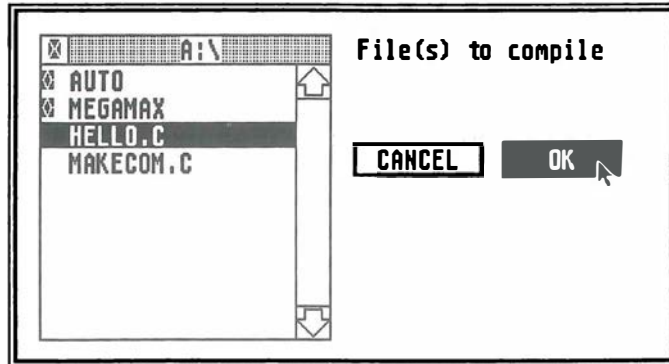 A:\
File(s) to compile
AUTO
MEGAMAX
HELLO.C
MAKECOM.C
CANCEL
OK